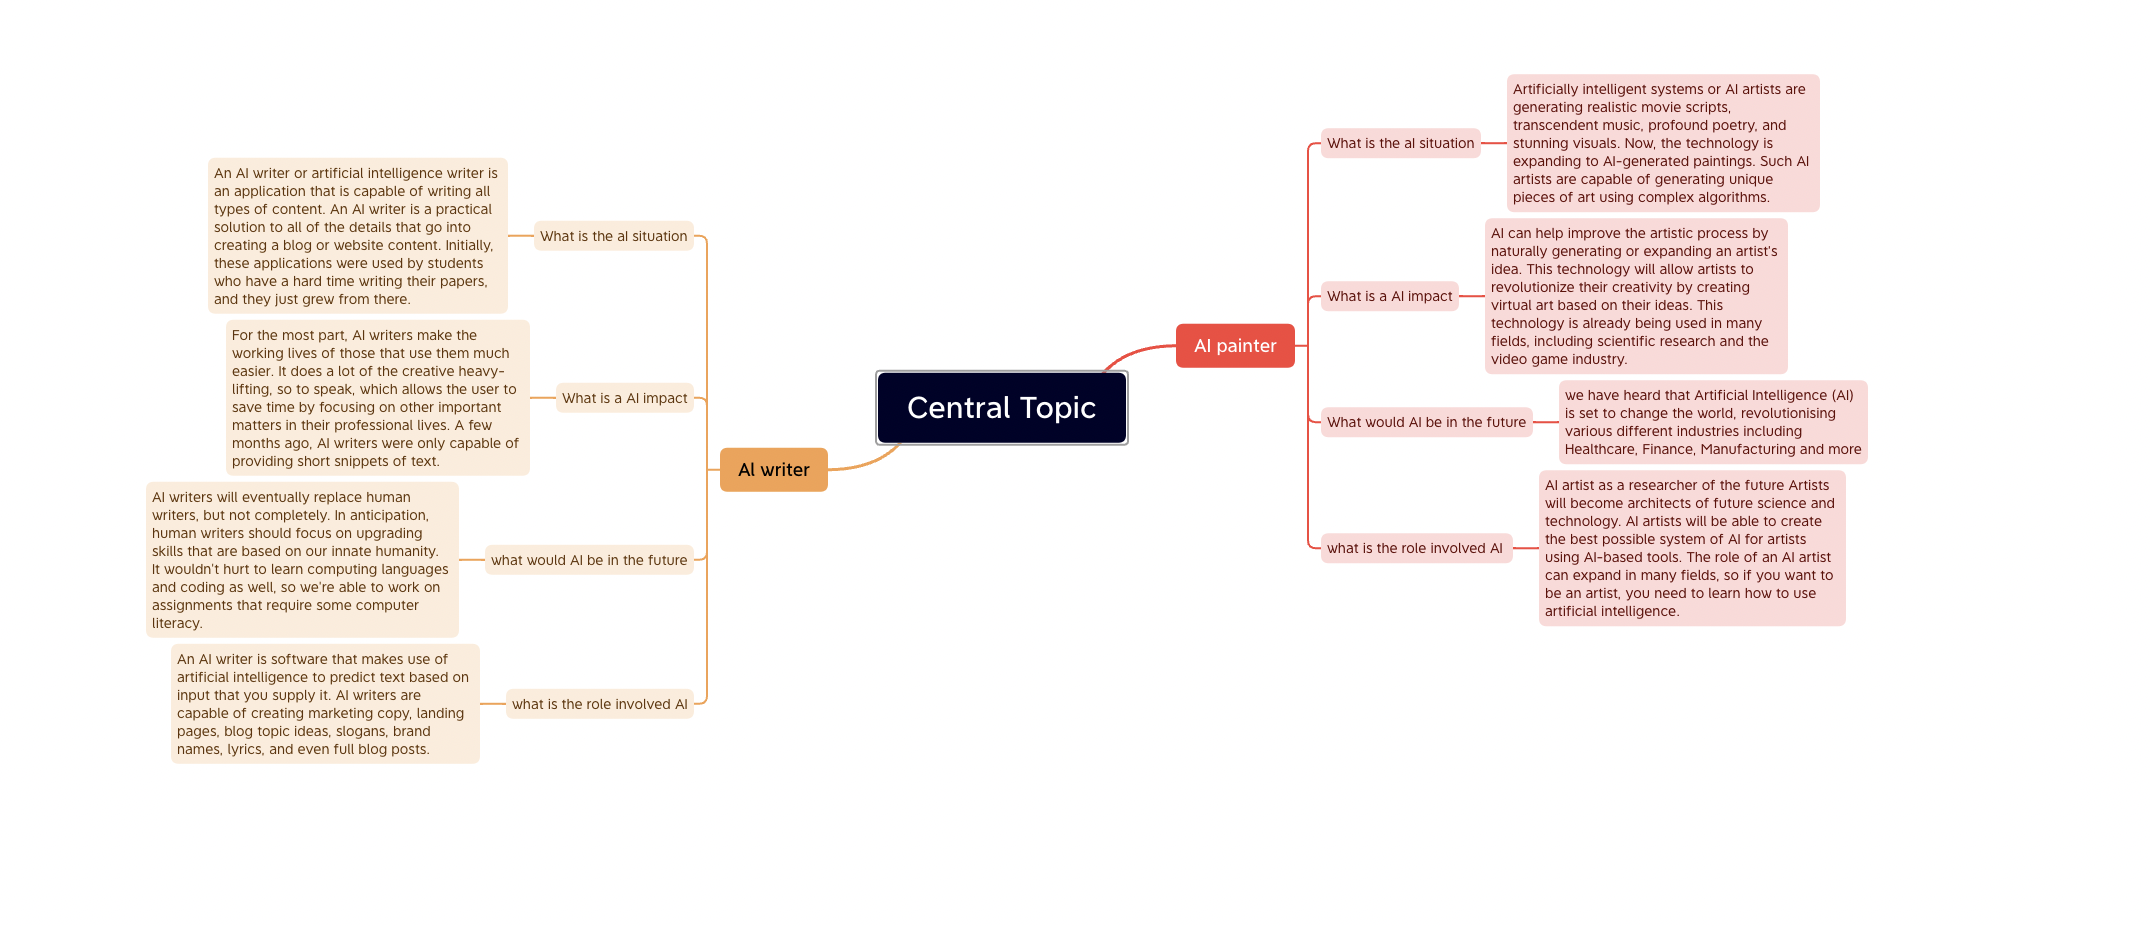 Central Topic
AI painter
What is the aI situation
Artificially intelligent systems or AI artists are
generating realistic movie scripts,
transcendent music, profound poetry, and
stunning visuals. Now, the technology is
expanding to AI-generated paintings. Such AI
artists are capable of generating unique
pieces of art using complex algorithms.
What is a AI impact
AI can help improve the artistic process by
naturally generating or expanding an artist's
idea. This technology will allow artists to
revolutionize their creativity by creating
virtual art based on their ideas. This
technology is already being used in many
fields, including scientific research and the
video game industry.
What would AI be in the future
we have heard that Artificial Intelligence (AI)
is set to change the world, revolutionising
various different industries including
Healthcare, Finance, Manufacturing and more
what is the role involved AI
AI artist as a researcher of the future Artists
will become architects of future science and
technology. AI artists will be able to create
the best possible system of AI for artists
using AI-based tools. The role of an AI artist
can expand in many fields, so if you want to
be an artist, you need to learn how to use
artificial intelligence.
AI writer
What is the aI situation
An AI writer or artificial intelligence writer is
an application that is capable of writing all
types of content. An AI writer is a practical
solution to all of the details that go into
creating a blog or website content. Initially,
these applications were used by students
who have a hard time writing their papers,
and they just grew from there.
What is a AI impact
For the most part, AI writers make the
working lives of those that use them much
easier. It does a lot of the creative heavy-
lifting, so to speak, which allows the user to
save time by focusing on other important
matters in their professional lives. A few
months ago, AI writers were only capable of
providing short snippets of text.
what would AI be in the future
AI writers will eventually replace human
writers, but not completely. In anticipation,
human writers should focus on upgrading
skills that are based on our innate humanity.
It wouldn't hurt to learn computing languages
and coding as well, so we're able to work on
assignments that require some computer
literacy.
what is the role involved AI
An AI writer is software that makes use of
artificial intelligence to predict text based on
input that you supply it. AI writers are
capable of creating marketing copy, landing
pages, blog topic ideas, slogans, brand
names, lyrics, and even full blog posts.